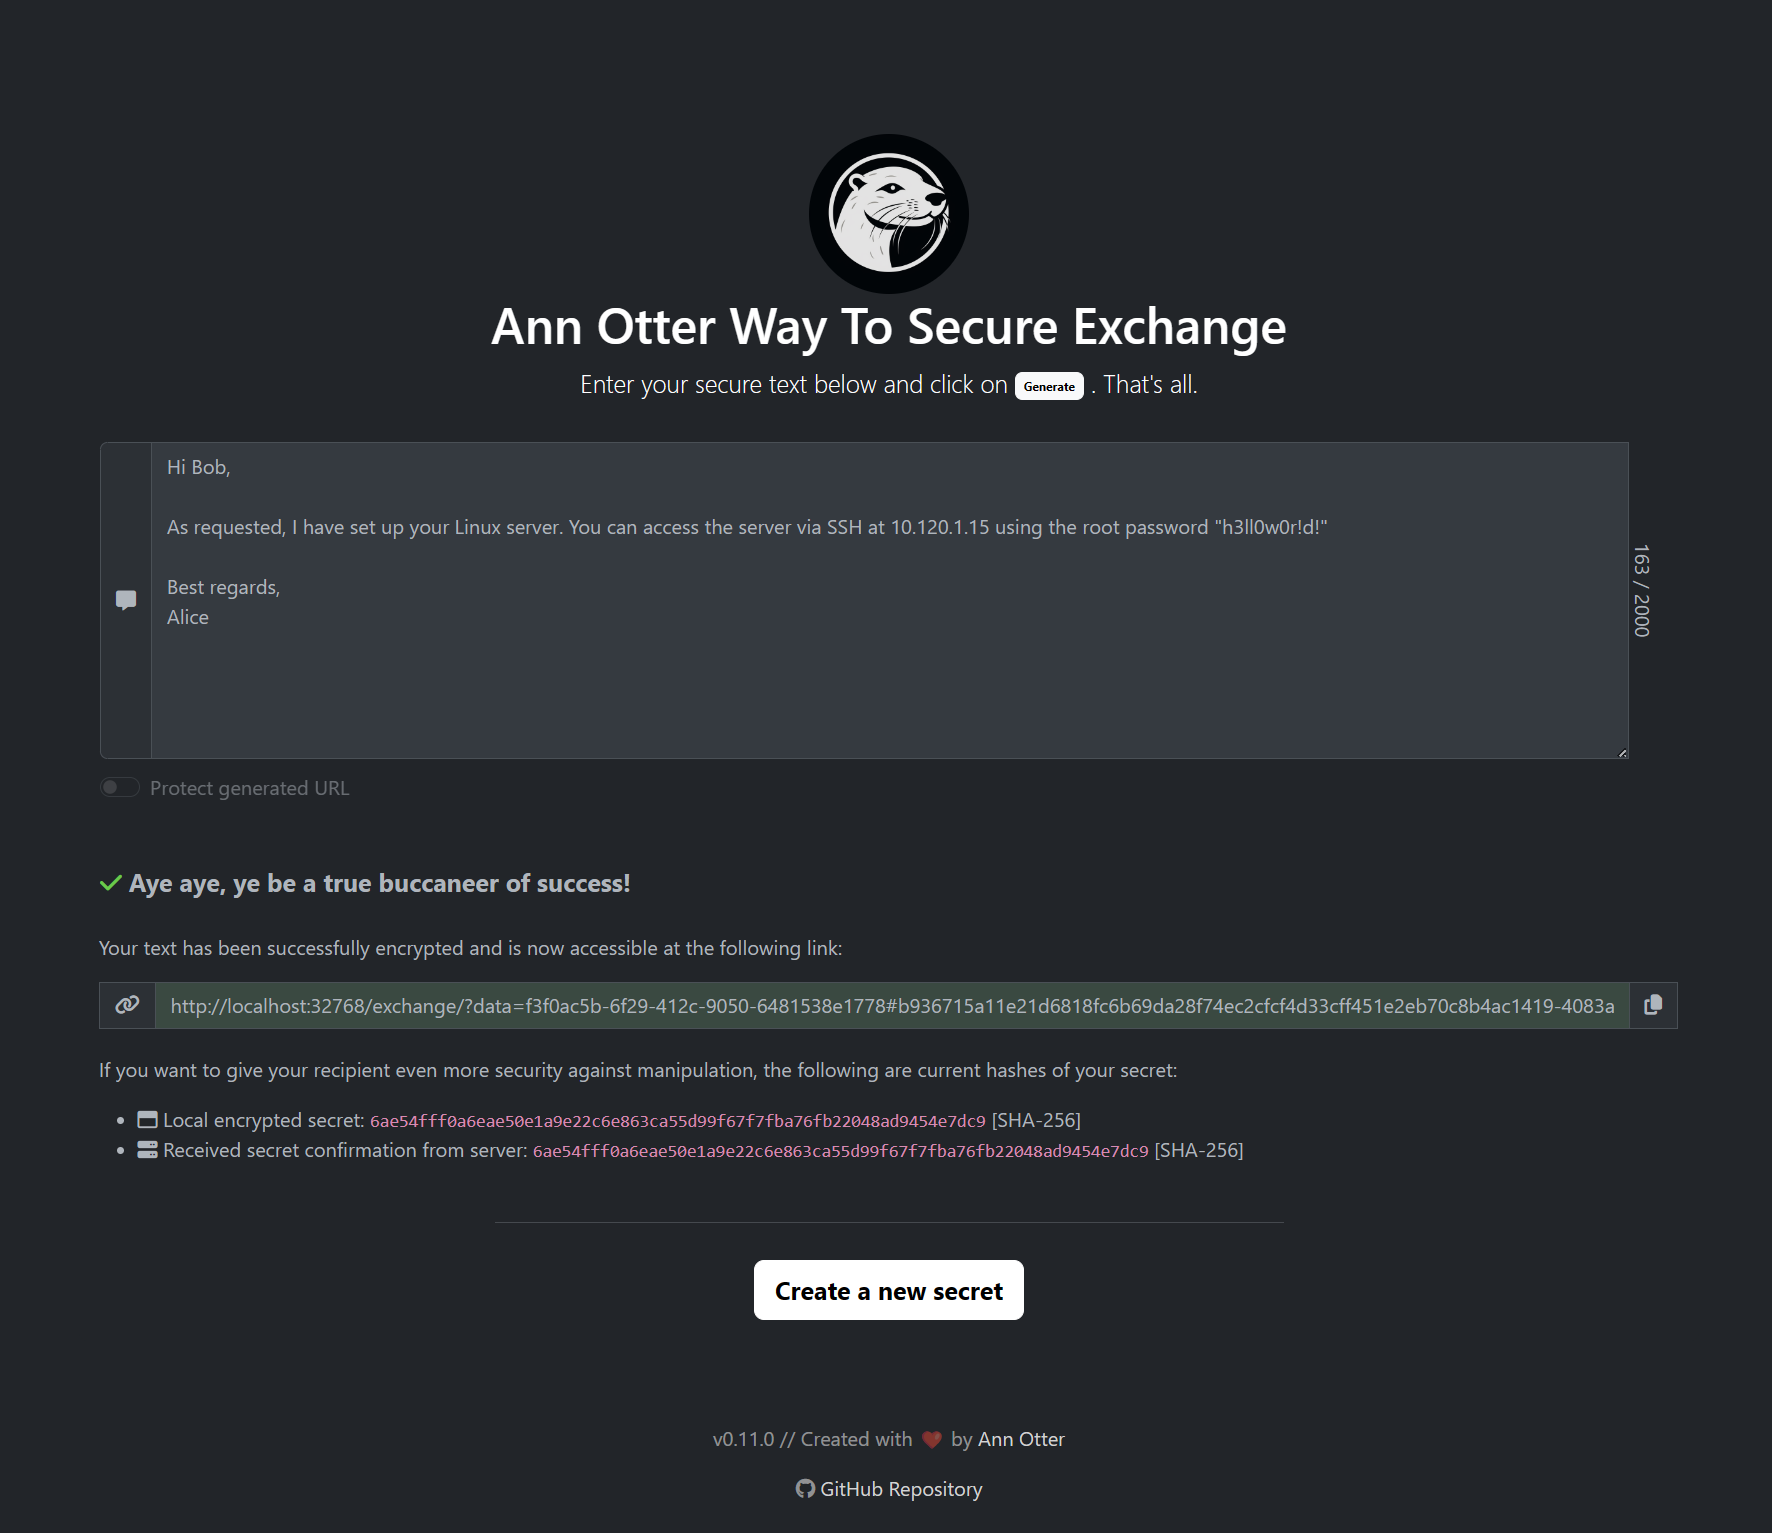 Ann Otter Way To Secure Exchange
Enter your secure text below and click on Generate . That's all.
Hi Bob,
As requested, I have set up your Linux server. You can access the server via SSH at 10.120.1.15 using the root password "h3ll0w0r!d!"
Best regards,
Alice
163 / 2000
Protect generated URL
Aye aye, ye be a true buccaneer of success!
Your text has been successfully encrypted and is now accessible at the following link:
http://localhost:32768/exchange/?data=f3f0ac5b-6f29-412c-9050-6481538e1778#b936715a11e21d6818fc6b69da28f74ec2cfcf4d33cff451e2eb70c8b4ac1419-4083a
If you want to give your recipient even more security against manipulation, the following are current hashes of your secret:
Local encrypted secret: 6ae54fff0a6eae50e1a9e22c6e863ca55d99f67f7fba76fb22048ad9454e7dc9 [SHA-256]
Received secret confirmation from server: 6ae54fff0a6eae50e1a9e22c6e863ca55d99f67f7fba76fb22048ad9454e7dc9 [SHA-256]
Create a new secret
v0.11.0 // Created with ❤ by Ann Otter
GitHub Repository